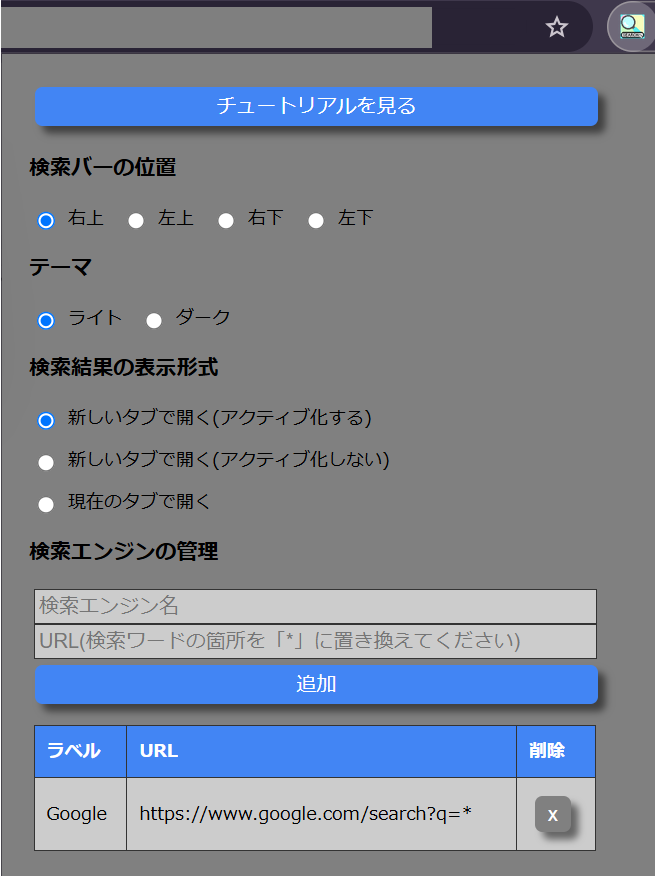 チュートリアルを見る
検索バーの位置
右上 左上 右下 左下
テーマ
ライト ダーク
検索結果の表示形式
新しいタブで開く(アクティブ化する)
新しいタブで開く(アクティブ化しない)
現在のタブで開く
検索エンジンの管理
検索エンジン名
URL(検索ワードの箇所を「*」に置き換えてください)
追加
ラベル URL 削除
Google https://www.google.com/search?q=* X